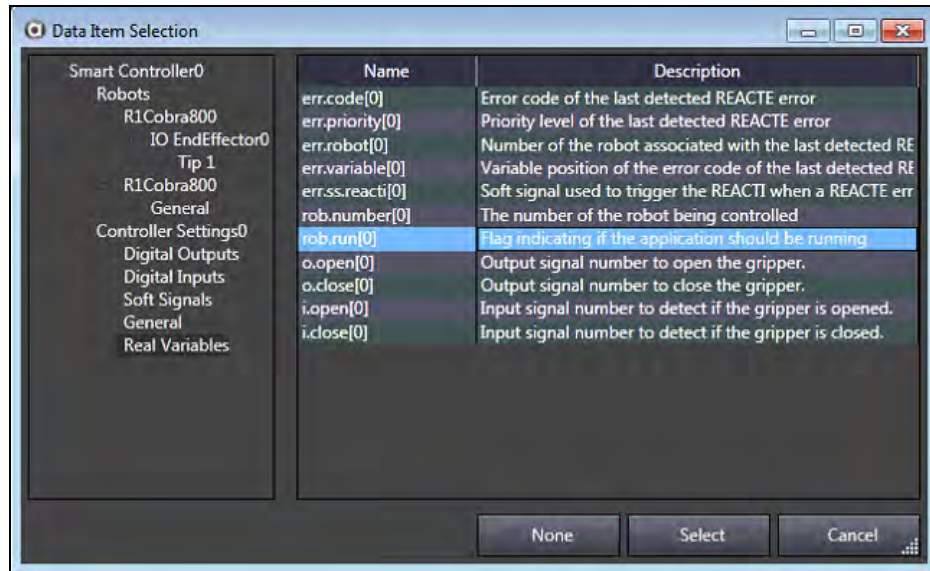 Data Item Selection
Smart Controller0
Robots
R1Cobra800
IO EndEffector0
Tip 1
R1Cobra800
General
Controller Settings0
Digital Outputs
Digital Inputs
Soft Signals
General
Real Variables
Name Description
err.code[0] Error code of the last detected REACTE error
err.priority[0] Priority level of the last detected REACTE error
err.robot[0] Number of the robot associated with the last detected RE
err.variable[0] Variable position of the error code of the last detected RE
err.ss.reacti[0] Soft signal used to trigger the REACTI when a REACTE err
rob.number[0] The number of the robot being controlled
rob.run[0] Flag indicating if the application should be running
o.open[0] Output signal number to open the gripper.
o.close[0] Output signal number to close the gripper.
i.open[0] Input signal number to detect if the gripper is opened.
i.close[0] Input signal number to detect if the gripper is closed.
None Select Cancel